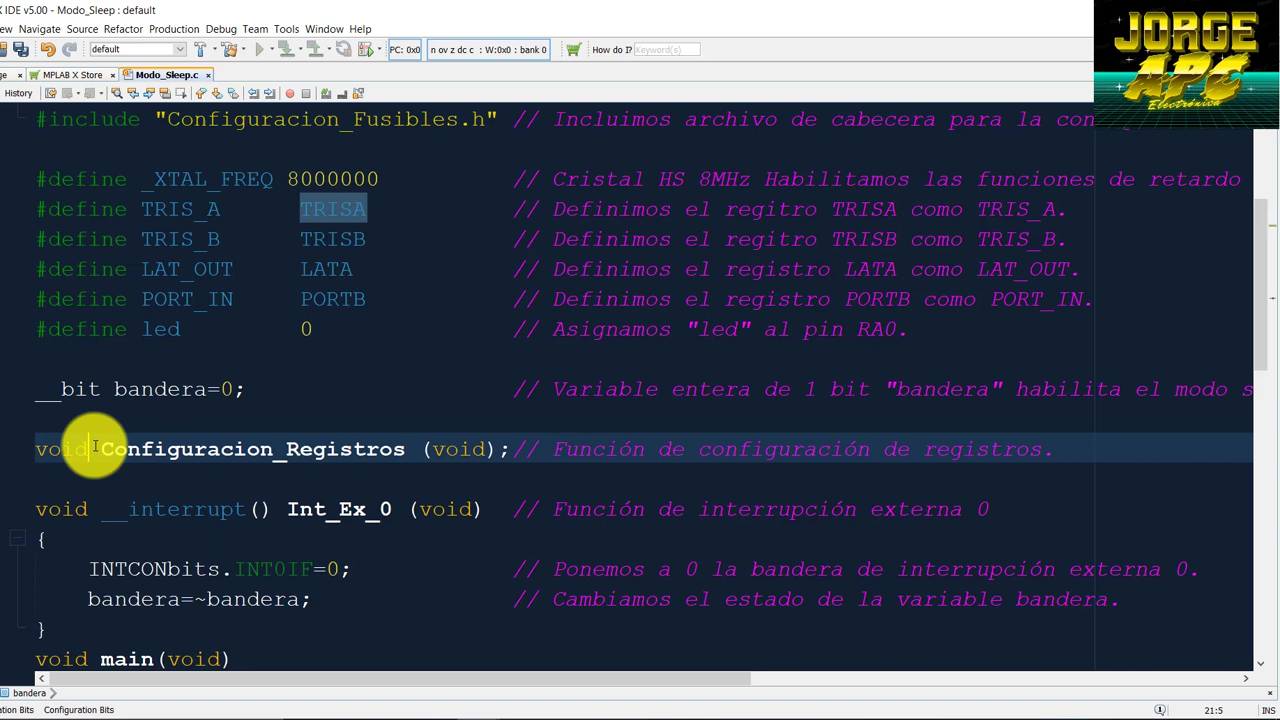 X IDE v5.00 - Modo_Sleep : default
ew Navigate Source Refactor Production Debug Team Tools Window Help
default PC: 0x0 n ov z dc c : W:0x0 : bank 0 How do I? Keyword(s)
ge MPLAB X Store Modo_Sleep.c
History
JORGE
APC
Electrónica
#include "Configuracion_Fusibles.h" // Incluimos archivo de cabecera para la con
#define _XTAL_FREQ 8000000 // Cristal HS 8MHz Habilitamos las funciones de retardo
#define TRIS_A TRISA // Definimos el regitro TRISA como TRIS_A.
#define TRIS_B TRISB // Definimos el registro TRISB como TRIS_B.
#define LAT_OUT LATA // Definimos el registro LATA como LAT_OUT.
#define PORT_IN PORTB // Definimos el registro PORTB como PORT_IN.
#define led 0 // Asignamos "led" al pin RA0.
__bit bandera=0; // Variable entera de 1 bit "bandera" habilita el modo s
void Configuracion_Registros (void);// Función de configuración de registros.
void __interrupt() Int_Ex_0 (void) // Función de interrupción externa 0
{
INTCONbits.INT0IF=0; // Ponemos a 0 la bandera de interrupción externa 0.
bandera=~bandera; // Cambiamos el estado de la variable bandera.
}
void main(void)
bandera
ation Bits Configuration Bits 21:5 INS